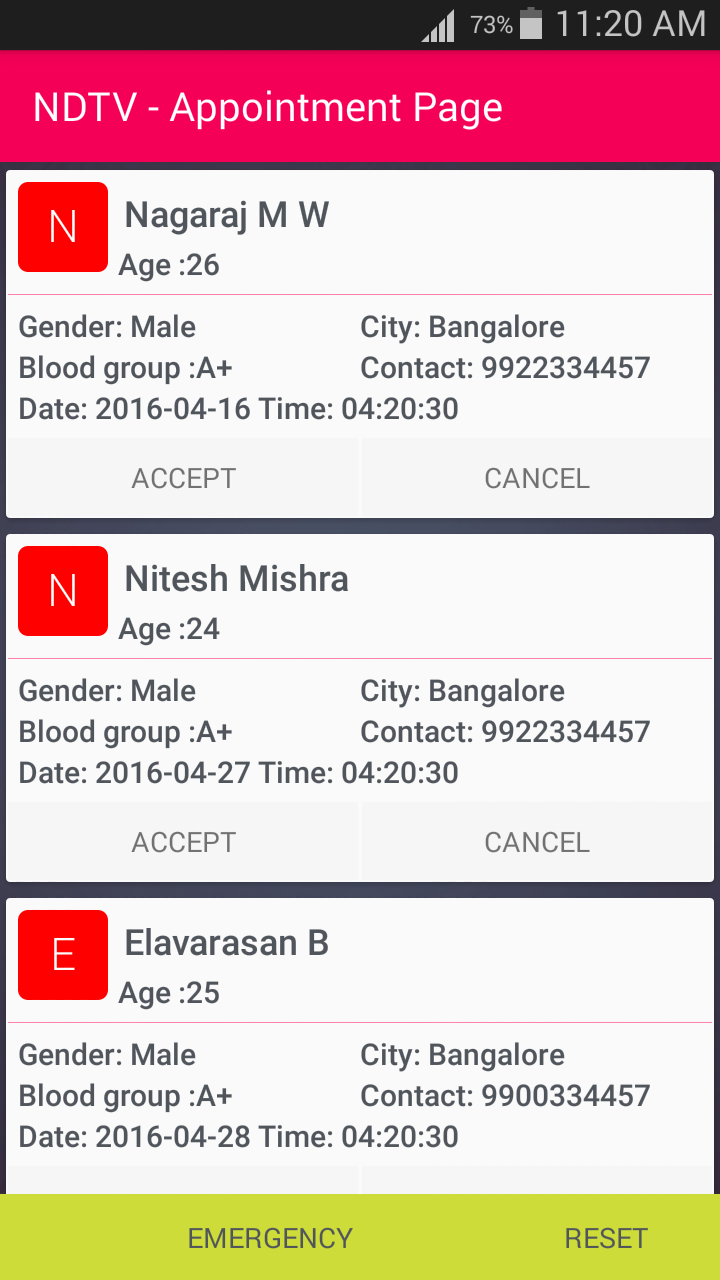 73% 11:20 AM
NDTV - Appointment Page
N
Nagaraj M W
Age :26
Gender: Male City: Bangalore
Blood group :A+ Contact: 9922334457
Date: 2016-04-16 Time: 04:20:30
ACCEPT CANCEL
N
Nitesh Mishra
Age :24
Gender: Male City: Bangalore
Blood group :A+ Contact: 9922334457
Date: 2016-04-27 Time: 04:20:30
ACCEPT CANCEL
E
Elavarasan B
Age :25
Gender: Male City: Bangalore
Blood group :A+ Contact: 9900334457
Date: 2016-04-28 Time: 04:20:30
EMERGENCY RESET